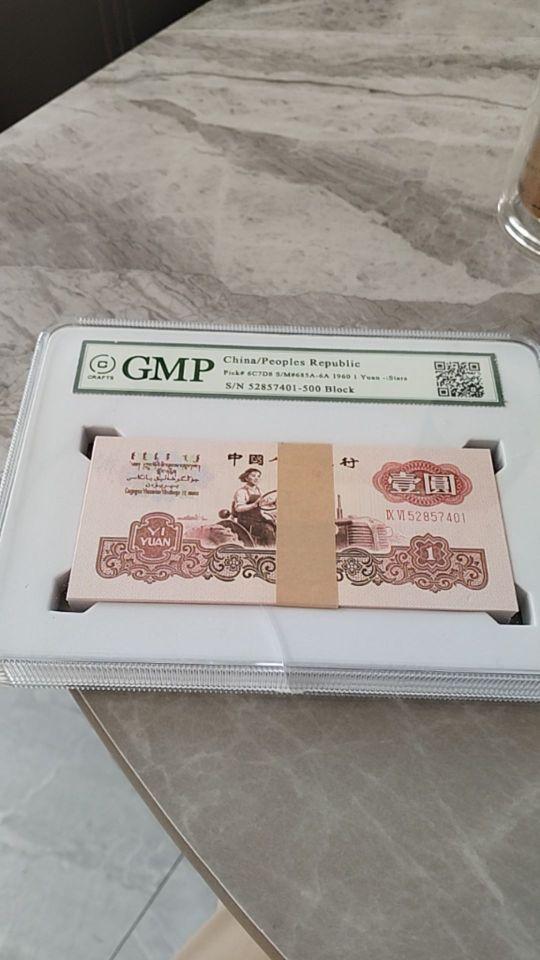 C
CRAFTS
GMP
China/Peoples Republic
Pick# 6C7D8 S/M#685A-6A 1960 1 Yuan -:Stars
S/N 52857401-500 Block
中國
行
壹圓
IX VI 52857401
YI
YUAN
1